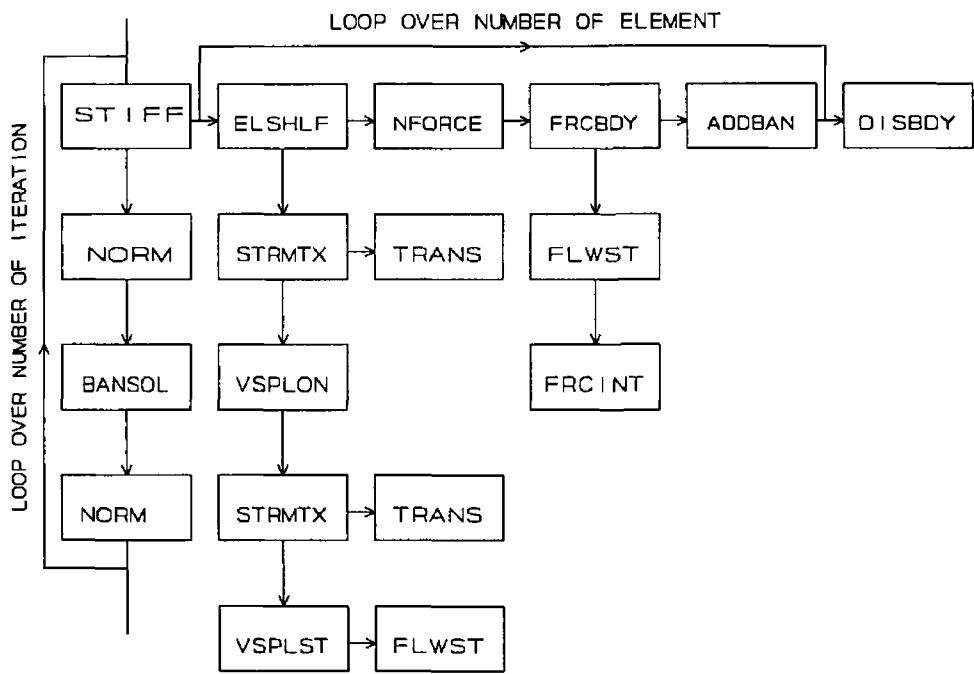 LOOP OVER NUMBER OF ELEMENT
LOOP OVER NUMBER OF ITERATION
STIFF
ELSHLF
NFORCE
FRCBDY
ADDBAN
DISBDY
NORM
STRMTX
TRANS
FLWST
BANSOL
VSPLON
FRCINT
NORM
STRMTX
TRANS
VSPLST
FLWST